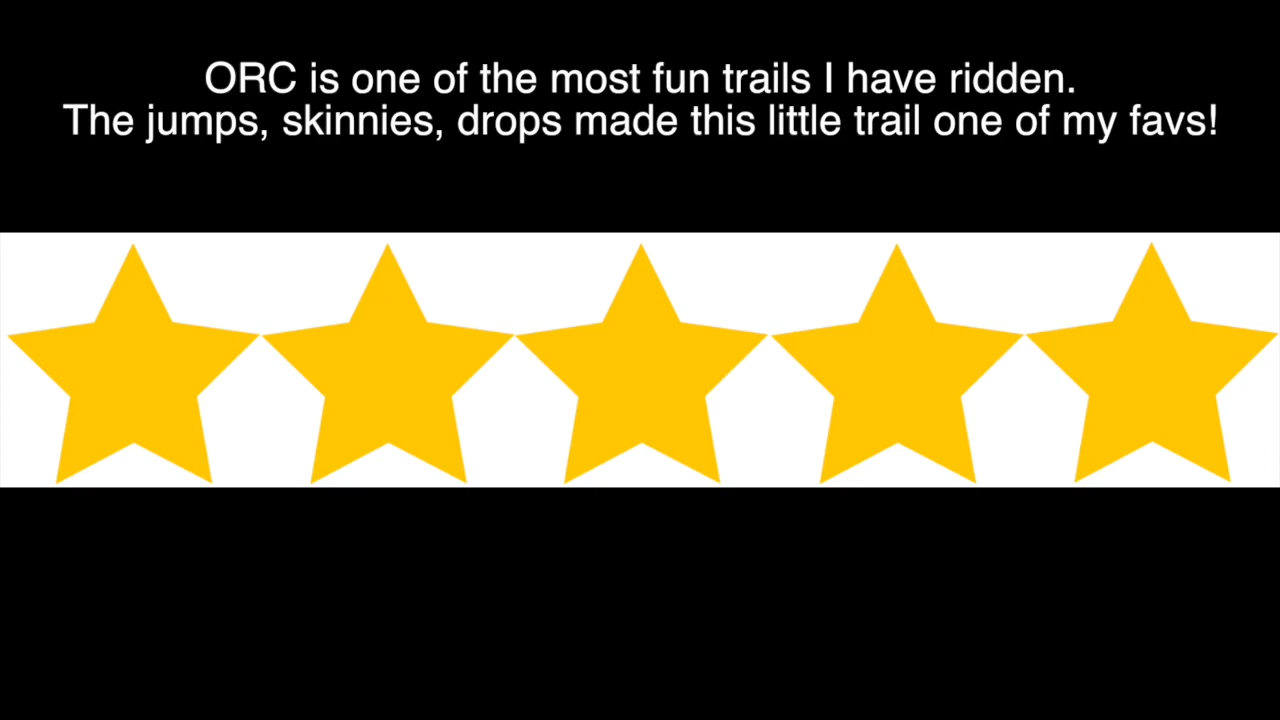 ORC is one of the most fun trails I have ridden.
The jumps, skinnies, drops made this little trail one of my favs!